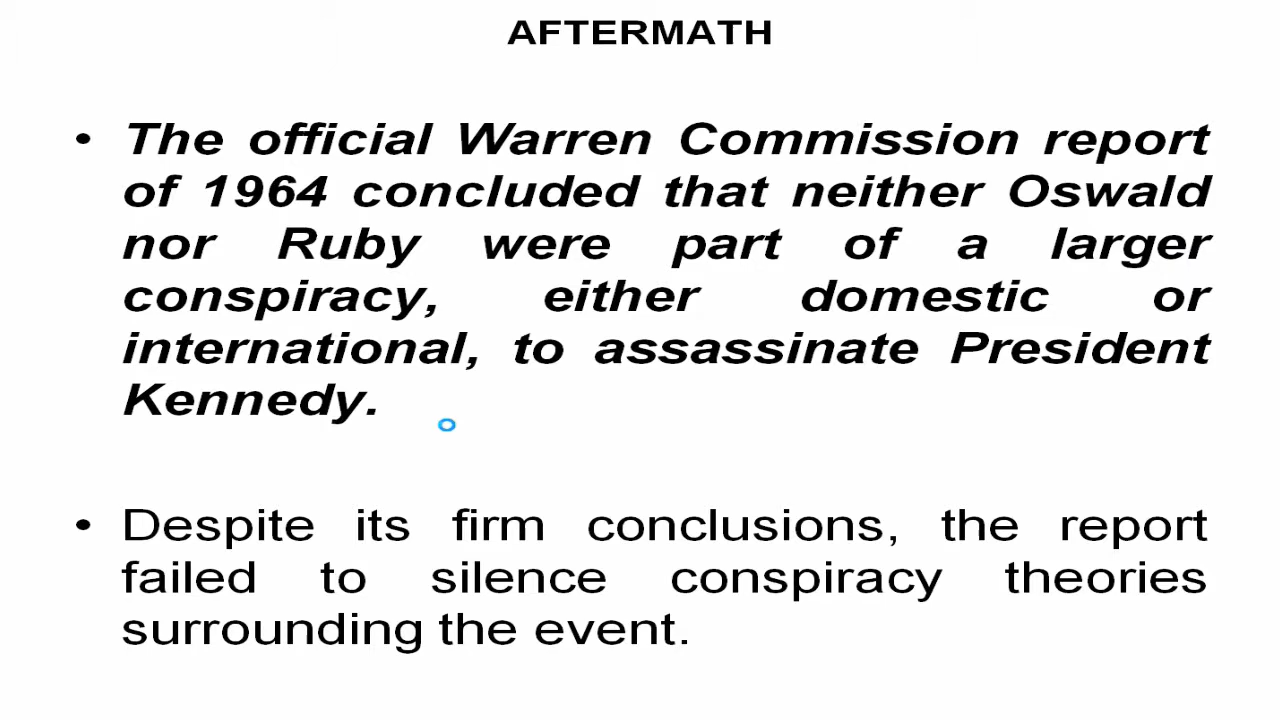 AFTERMATH
• The official Warren Commission report
of 1964 concluded that neither Oswald
nor Ruby were part of a larger
conspiracy, either domestic or
international, to assassinate President
Kennedy.
• Despite its firm conclusions, the report
failed to silence conspiracy theories
surrounding the event.